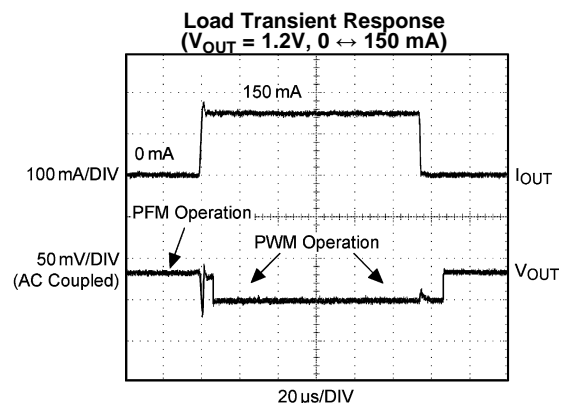 Load Transient Response
(VOUT = 1.2V, 0 ↔ 150 mA)
150 mA
0 mA
100 mA/DIV
IOUT
PFM Operation
PWM Operation
50 mV/DIV
(AC Coupled)
VOUT
20 µs/DIV